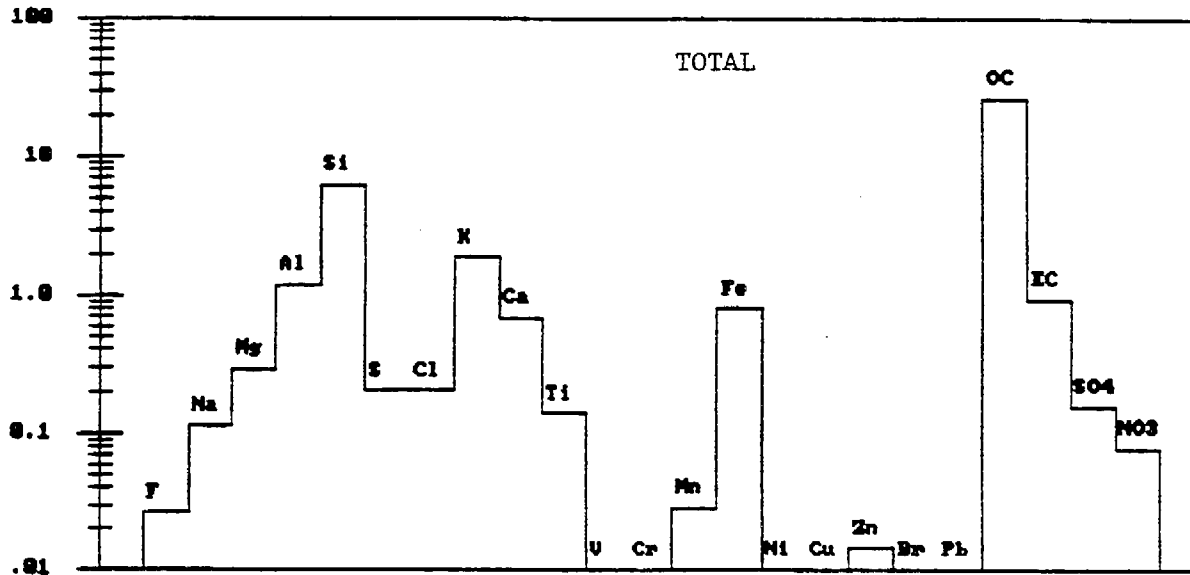 100
TOTAL
OC
10
Si
K
Al
1.0
Ca
Fe
EC
Mg
S Cl
Na
Ti
SO4
0.1
NO3
F
Mn
Zn
V Cr Ni Cu Br Pb
.01